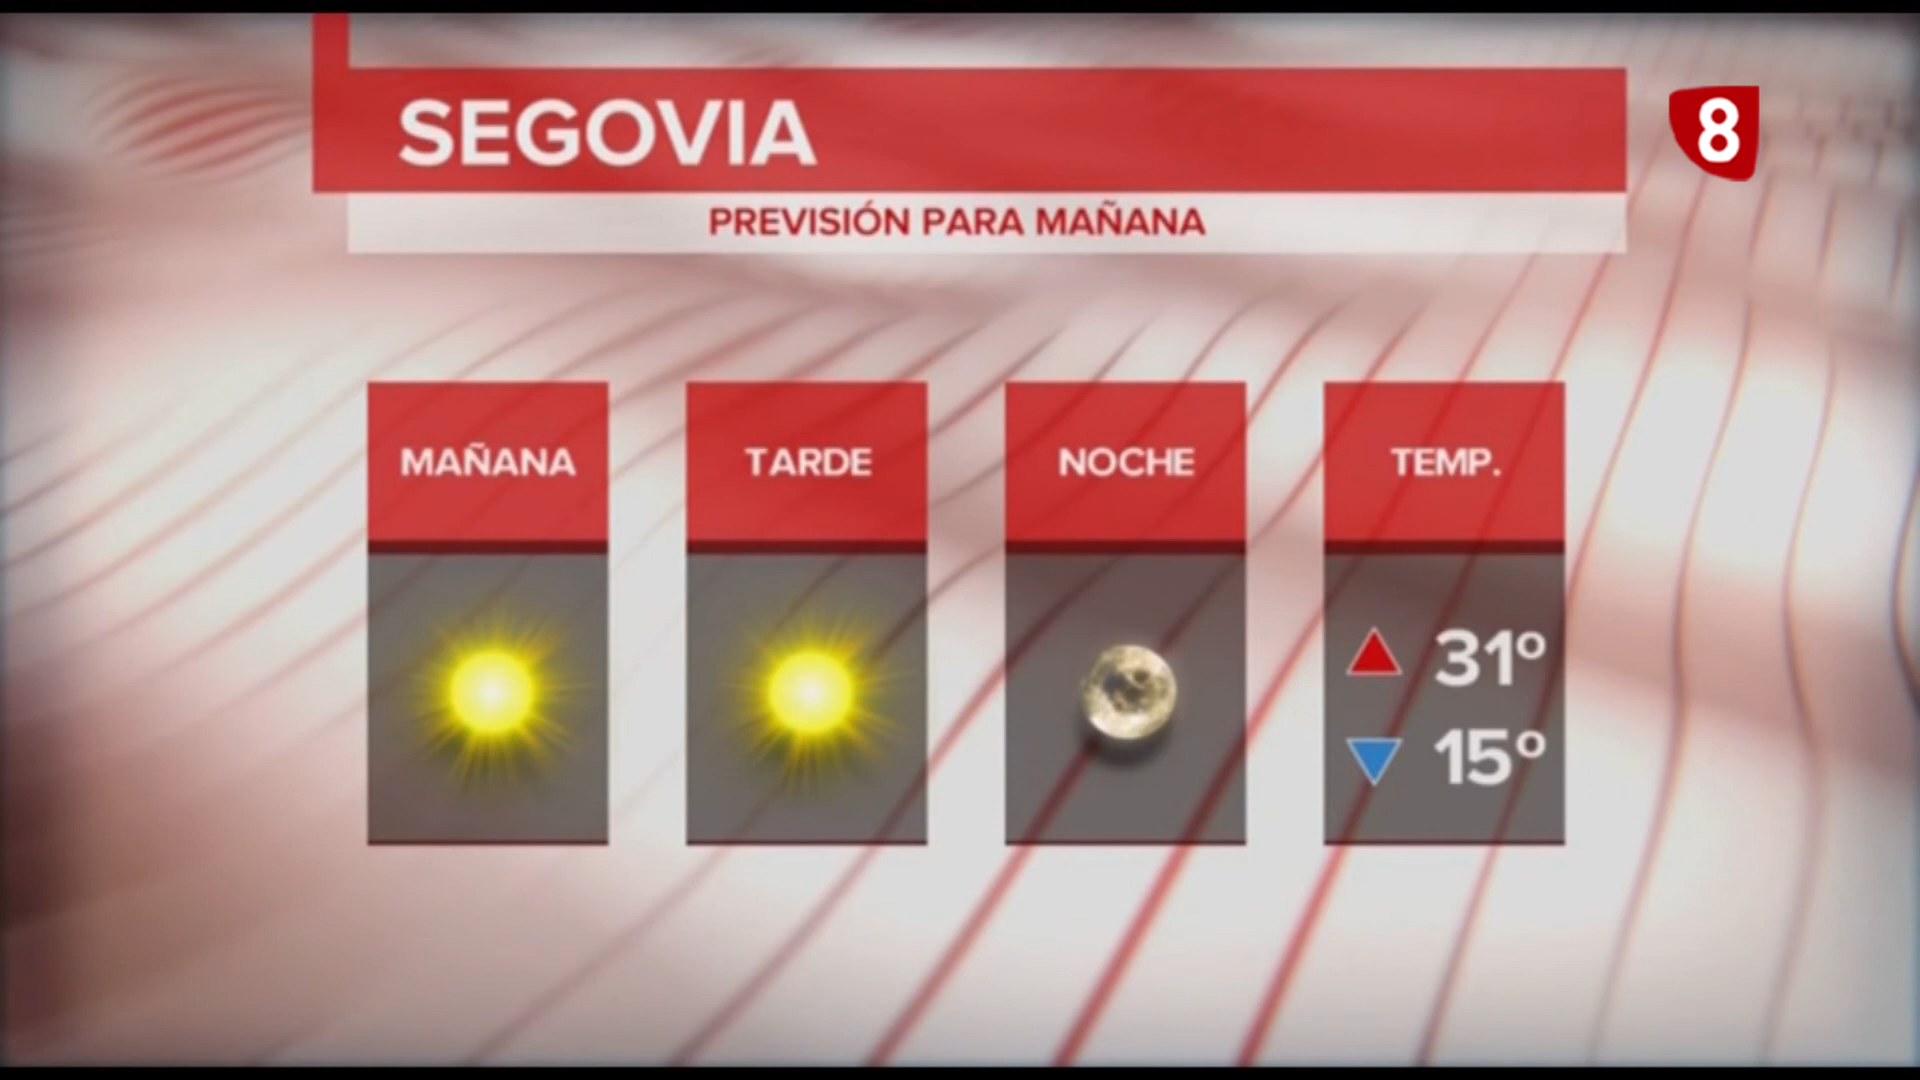 SEGOVIA
8
PREVISIÓN PARA MAÑANA
MAÑANA
TARDE
NOCHE
TEMP.
31º
15º